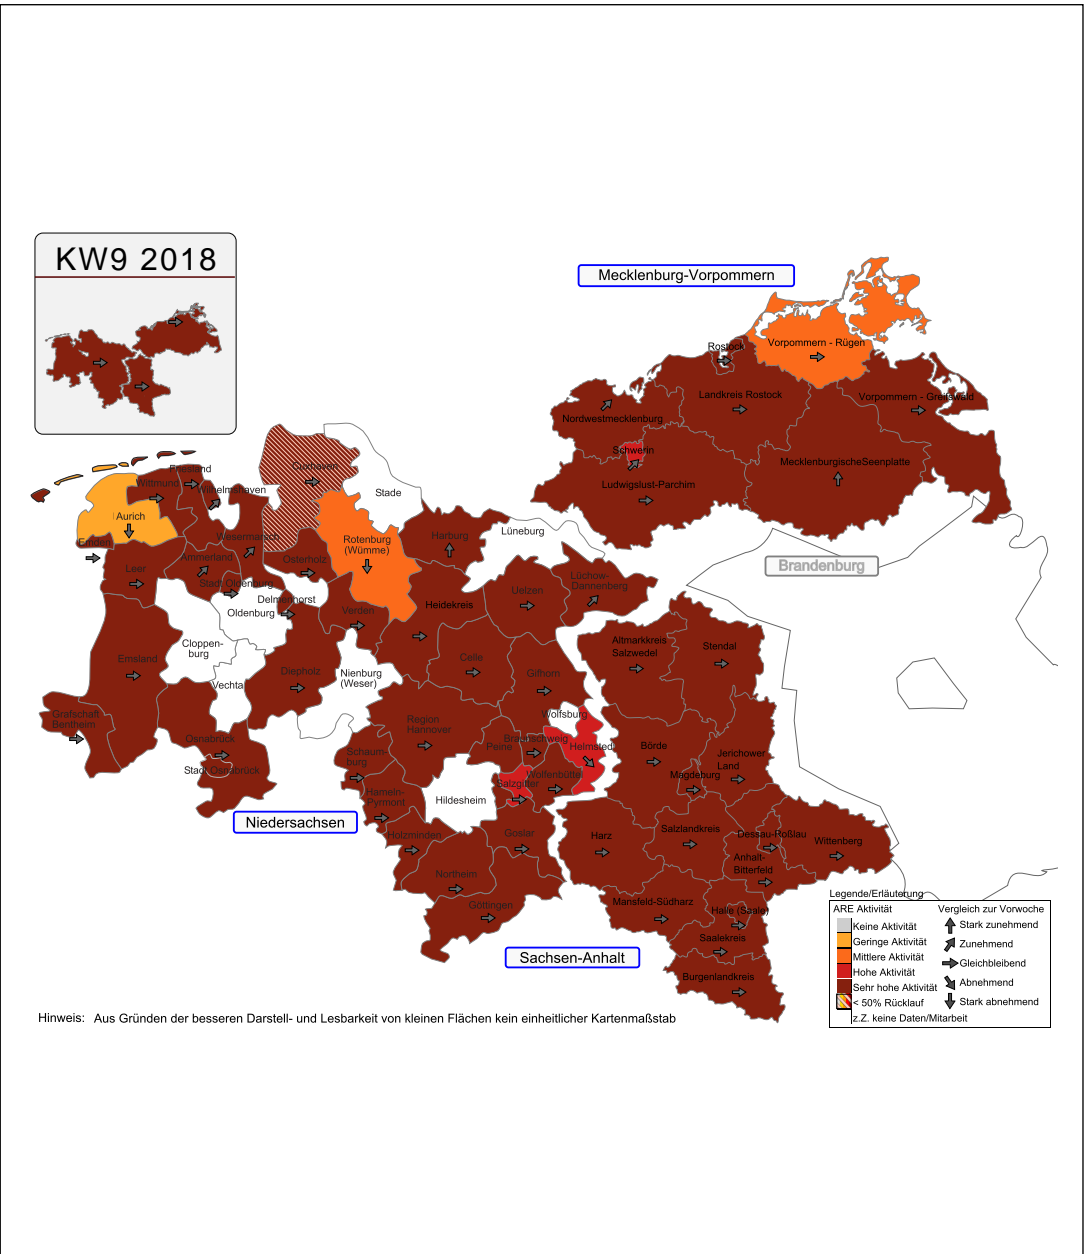 KW9 2018
Mecklenburg-Vorpommern
Rostock
Vorpommern - Rügen
Landkreis Rostock
Vorpommern - Greifswald
Nordwestmecklenburg
Schwerin
MecklenburgischeSeenplatte
Ludwigslust-Parchim
Friesland
Wittmund
Wilhelmshaven
Cuxhaven
Stade
Aurich
Emden
Wesermarsch
Rotenburg
(Wümme)
Harburg
Lüneburg
Brandenburg
Leer
Ammerland
Osterholz
Stadt Oldenburg
Delmenhorst
Oldenburg
Verden
Heidekreis
Uelzen
Lüchow-
Dannenberg
Cloppen-
burg
Emsland
Vechta
Diepholz
Nienburg
(Weser)
Celle
Gifhorn
Altmarkkreis
Salzwedel
Stendal
Grafschaft
Bentheim
Osnabrück
Stadt Osnabrück
Region
Hannover
Wolfsburg
Braunschweig
Peine
Helmstedt
Schaum-
burg
Wolfenbüttel
Salzgitter
Hameln-
Pyrmont
Hildesheim
Börde
Jerichower
Land
Magdeburg
Niedersachsen
Holzminden
Goslar
Northeim
Göttingen
Harz
Salzlandkreis
Dessau-Roßlau
Wittenberg
Anhalt-
Bitterfeld
Mansfeld-Südharz
Halle (Saale)
Saalekreis
Burgenlandkreis
Sachsen-Anhalt
Legende/Erläuterung
ARE Aktivität Vergleich zur Vorwoche
Keine Aktivität Stark zunehmend
Geringe Aktivität Zunehmend
Mittlere Aktivität Gleichbleibend
Hohe Aktivität Abnehmend
Sehr hohe Aktivität Stark abnehmend
< 50% Rücklauf
z.Z. keine Daten/Mitarbeit
Hinweis: Aus Gründen der besseren Darstell- und Lesbarkeit von kleinen Flächen kein einheitlicher Kartenmaßstab